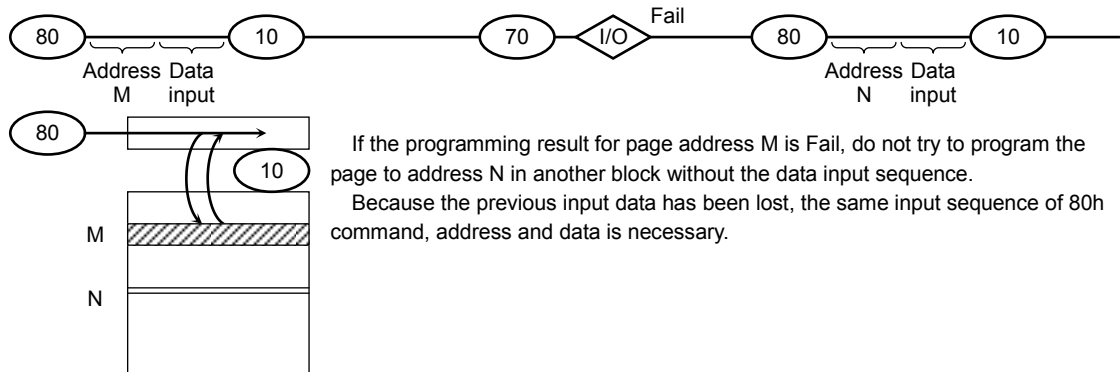 Fail
80 10 70 I/O 80 10
Address Data Address Data
M input N input
80
If the programming result for page address M is Fail, do not try to program the
10
page to address N in another block without the data input sequence.
Because the previous input data has been lost, the same input sequence of 80h
M
command, address and data is necessary.
N